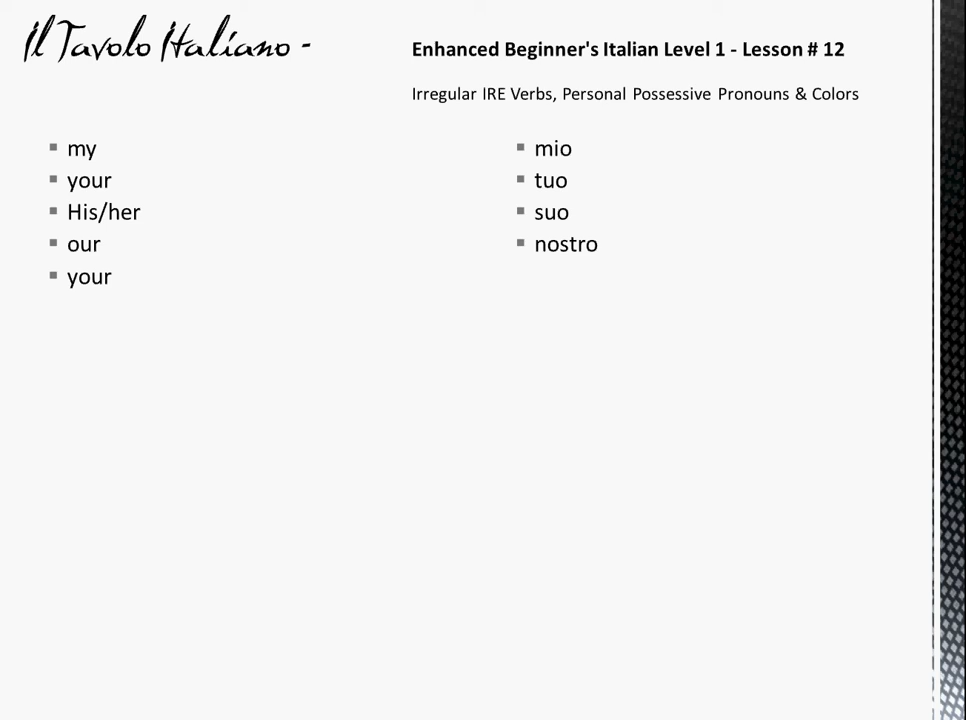 Il Tavolo Italiano -
Enhanced Beginner's Italian Level 1 - Lesson # 12
Irregular IRE Verbs, Personal Possessive Pronouns & Colors
my
your
His/her
our
your
mio
tuo
suo
nostro